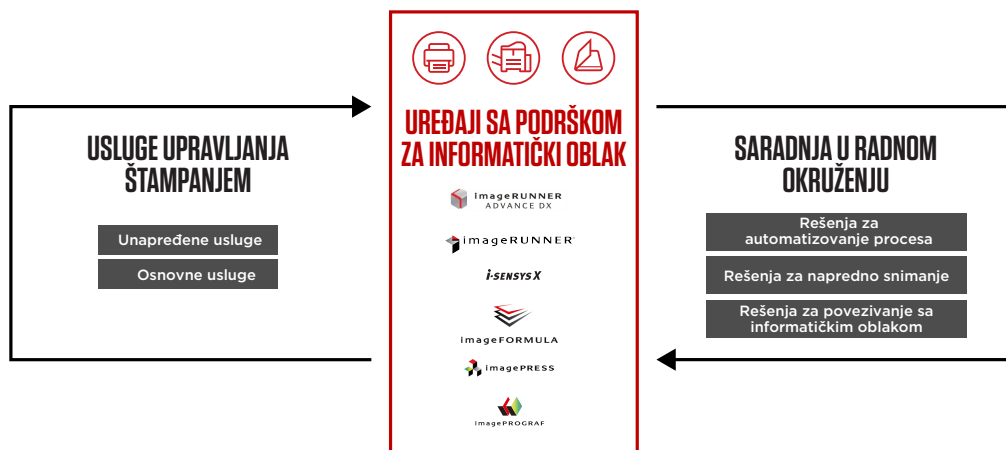 USLUGE UPRAVLJANJA
ŠTAMPANJEM
Unapređene usluge
Osnovne usluge
UREĐAJI SA PODRŠKOM
ZA INFORMATIČKI OBLAK
imageRUNNER
ADVANCE DX
imageRUNNER
i-SENSYS X
imageFORMULA
imagePRESS
imagePROGRAF
SARADNJA U RADNOM
OKRUŽENJU
Rešenja za
automatizovanje procesa
Rešenja za napredno snimanje
Rešenja za povezivanje sa
informatičkim oblakom